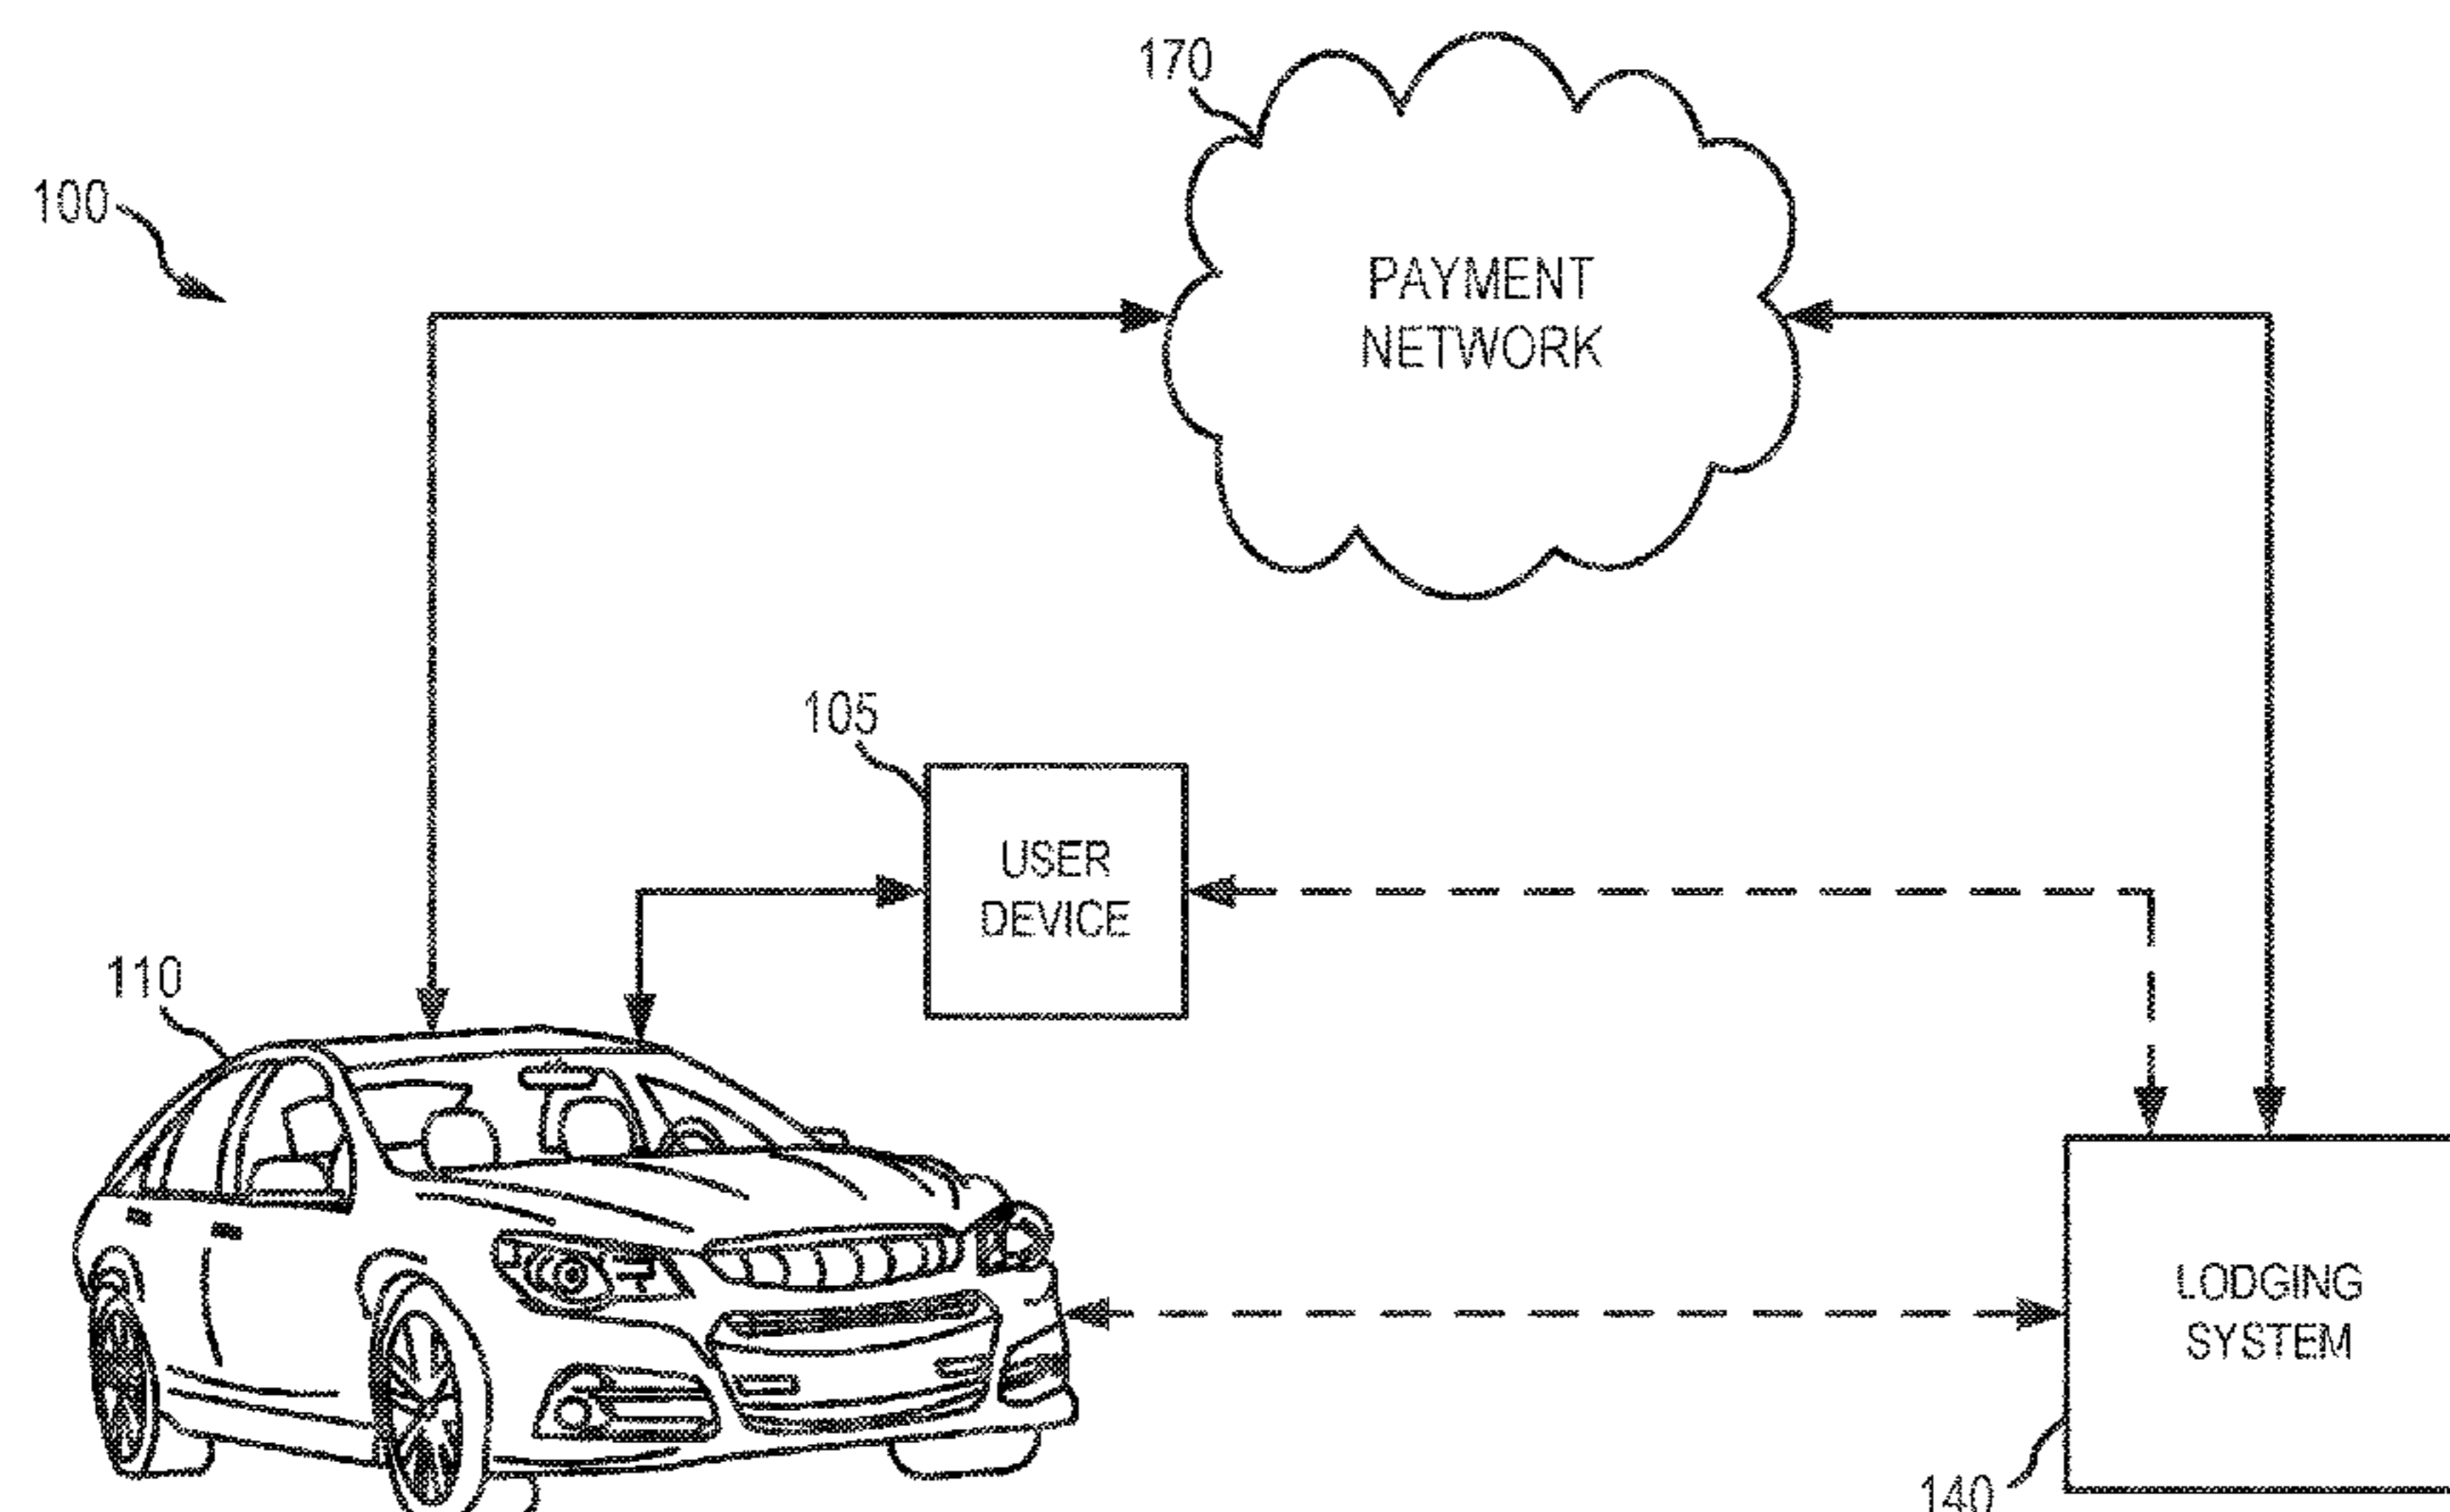 170
100
PAYMENT
NETWORK
105
USER
DEVICE
110
LODGING
SYSTEM
140